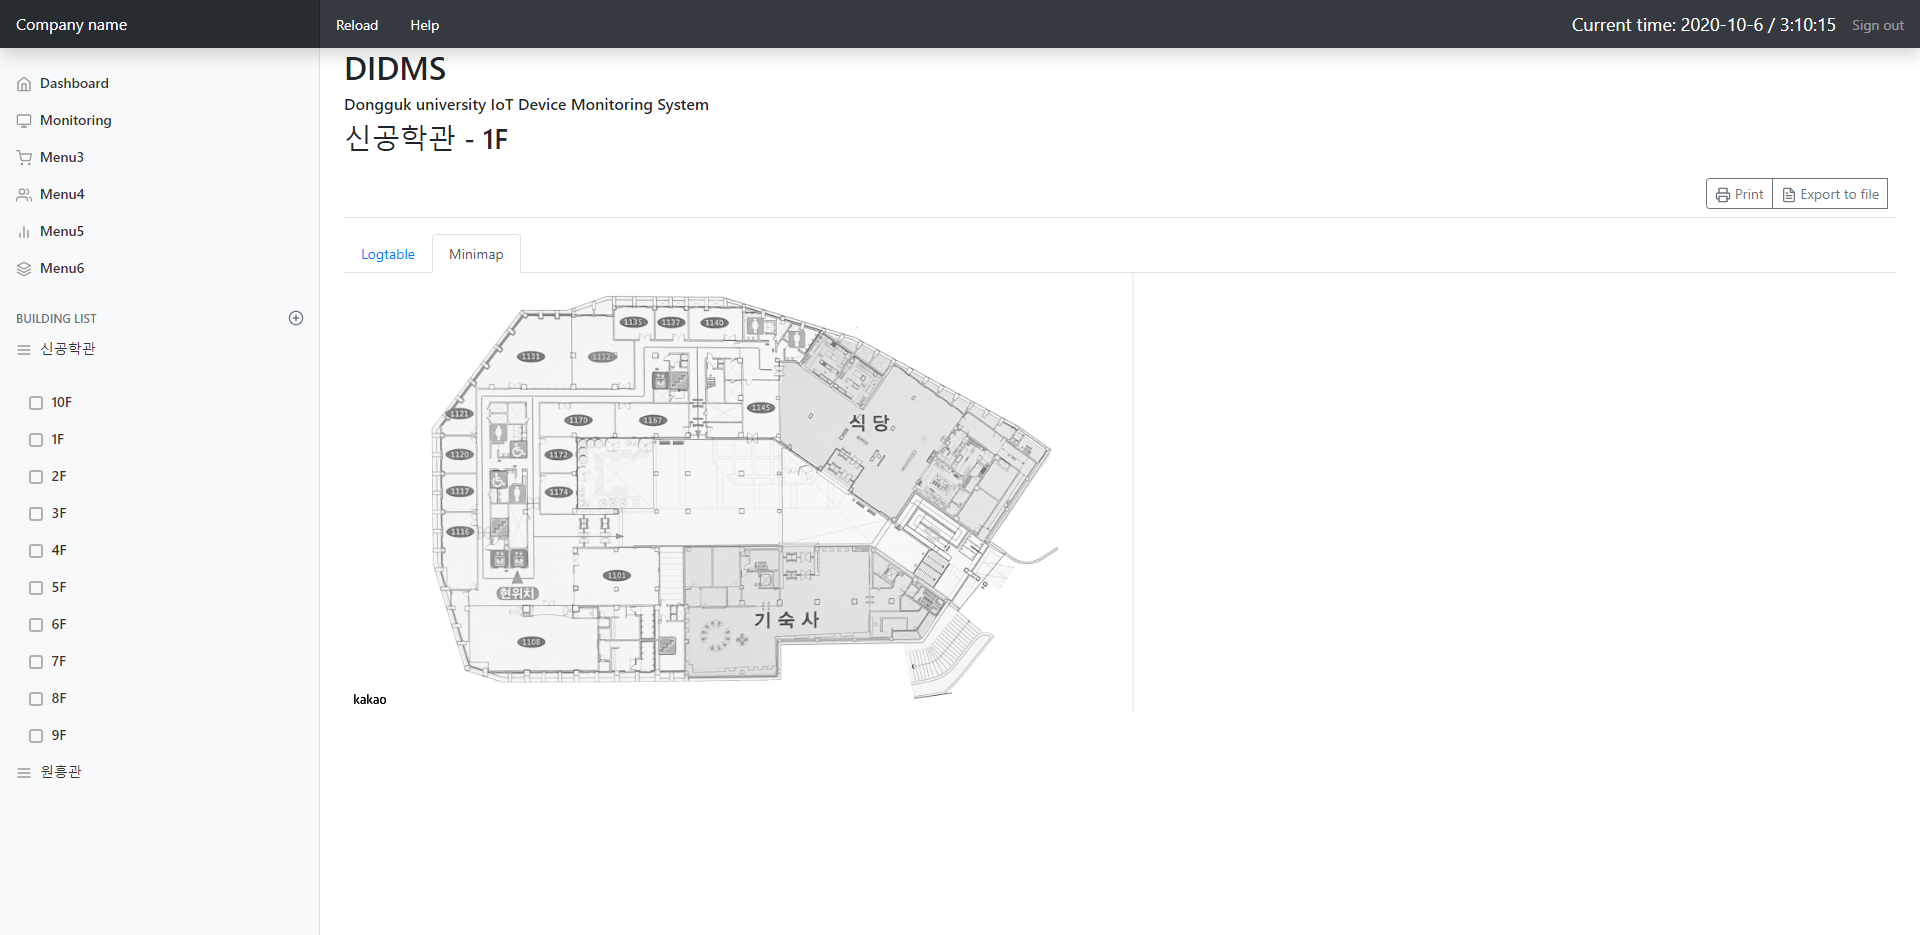 Company name
Reload
Help
Current time: 2020-10-6 / 3:10:15
Sign out
Dashboard
Monitoring
Menu3
Menu4
Menu5
Menu6
BUILDING LIST
신공학관
10F
1F
2F
3F
4F
5F
6F
7F
8F
9F
원흥관
DIDMS
Dongguk university IoT Device Monitoring System
신공학관 - 1F
Print
Export to file
Logtable
Minimap
1135
1137
1140
1131
1132
1145
1121
1170
1167
식당
1120
1172
1117
1174
1116
1101
현위치
기숙사
1108
kakao